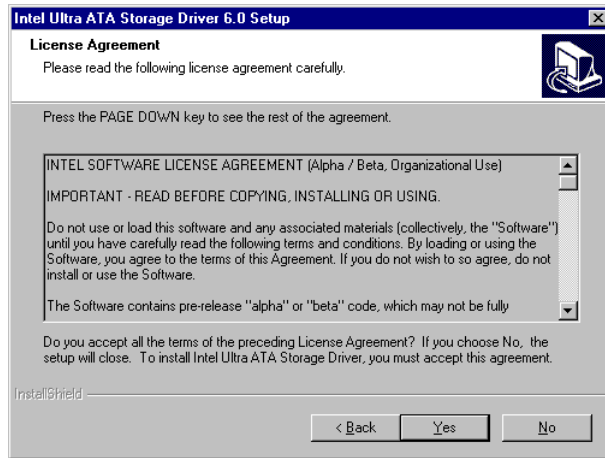 Intel Ultra ATA Storage Driver 6.0 Setup
License Agreement
Please read the following license agreement carefully.
Press the PAGE DOWN key to see the rest of the agreement.
INTEL SOFTWARE LICENSE AGREEMENT (Alpha / Beta, Organizational Use)
IMPORTANT - READ BEFORE COPYING, INSTALLING OR USING.
Do not use or load this software and any associated materials (collectively, the "Software")
until you have carefully read the following terms and conditions. By loading or using the
Software, you agree to the terms of this Agreement. If you do not wish to so agree, do not
install or use the Software.
The Software contains pre-release "alpha" or "beta" code, which may not be fully
Do you accept all the terms of the preceding License Agreement? If you choose No, the
setup will close. To install Intel Ultra ATA Storage Driver, you must accept this agreement.
InstallShield
< Back
Yes
No